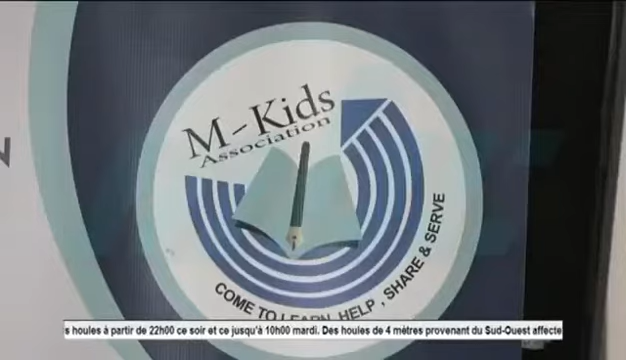 M-Kids
Association
COME TO LEARN, HELP, SHARE & SERVE
s houles à partir de 22h00 ce soir et ce jusqu'à 10h00 mardi. Des houles de 4 mètres provenant du Sud-Ouest affecte